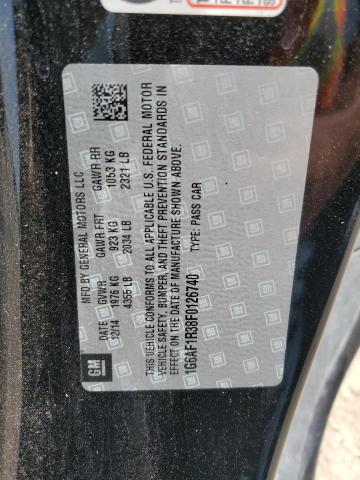 MFD BY GENERAL MOTORS LLC
DATE GVWR GAWR FRT GAWR RR
12/14 1976 KG 923 KG 1053 KG
4355 LB 2034 LB 2321 LB
THIS VEHICLE CONFORMS TO ALL APPLICABLE U.S. FEDERAL MOTOR
VEHICLE SAFETY, BUMPER, AND THEFT PREVENTION STANDARDS IN
EFFECT ON THE DATE OF MANUFACTURE SHOWN ABOVE.
1G6AF1R38F0126740 TYPE: PASS CAR
GM